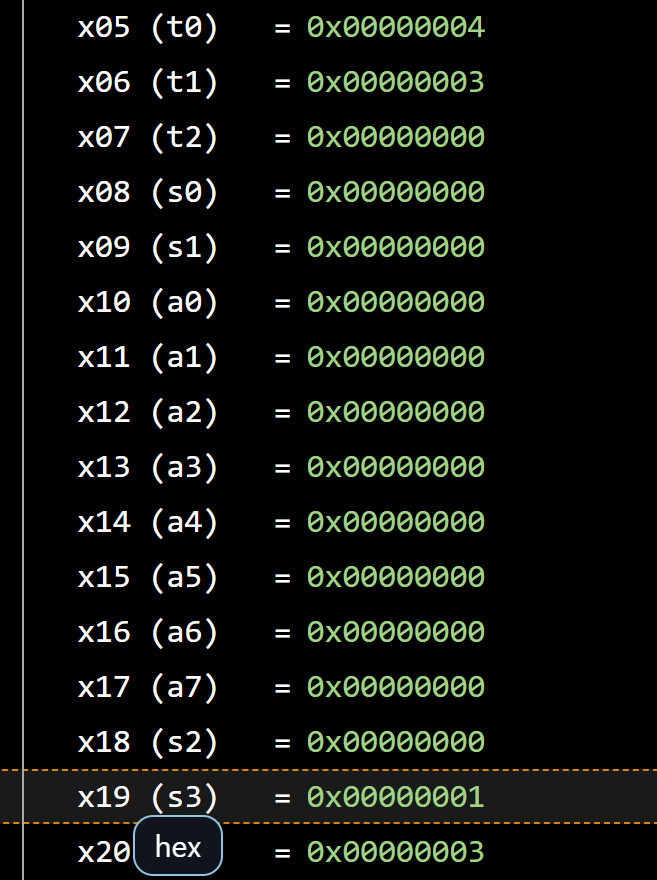 x05 (t0) = 0x00000004
x06 (t1) = 0x00000003
x07 (t2) = 0x00000000
x08 (s0) = 0x00000000
x09 (s1) = 0x00000000
x10 (a0) = 0x00000000
x11 (a1) = 0x00000000
x12 (a2) = 0x00000000
x13 (a3) = 0x00000000
x14 (a4) = 0x00000000
x15 (a5) = 0x00000000
x16 (a6) = 0x00000000
x17 (a7) = 0x00000000
x18 (s2) = 0x00000000
x19 (s3) = 0x00000001
x20 = 0x00000003
hex